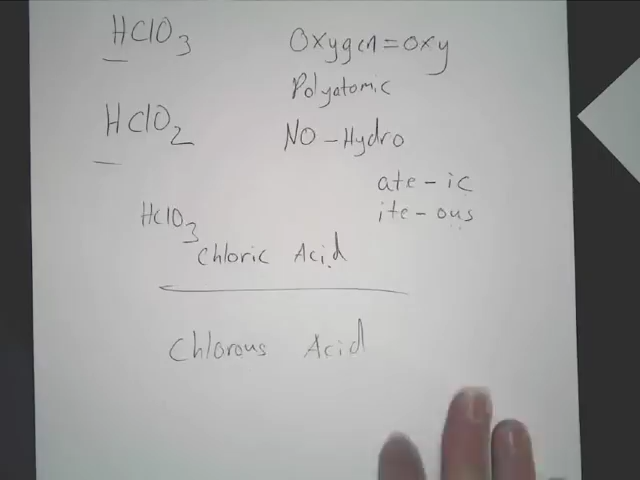 HClO3 Oxygen = oxy
Polyatomic
HClO2 NO - Hydro
ate - ic
ite - ous
HClO3
Chloric Acid
Chlorous Acid